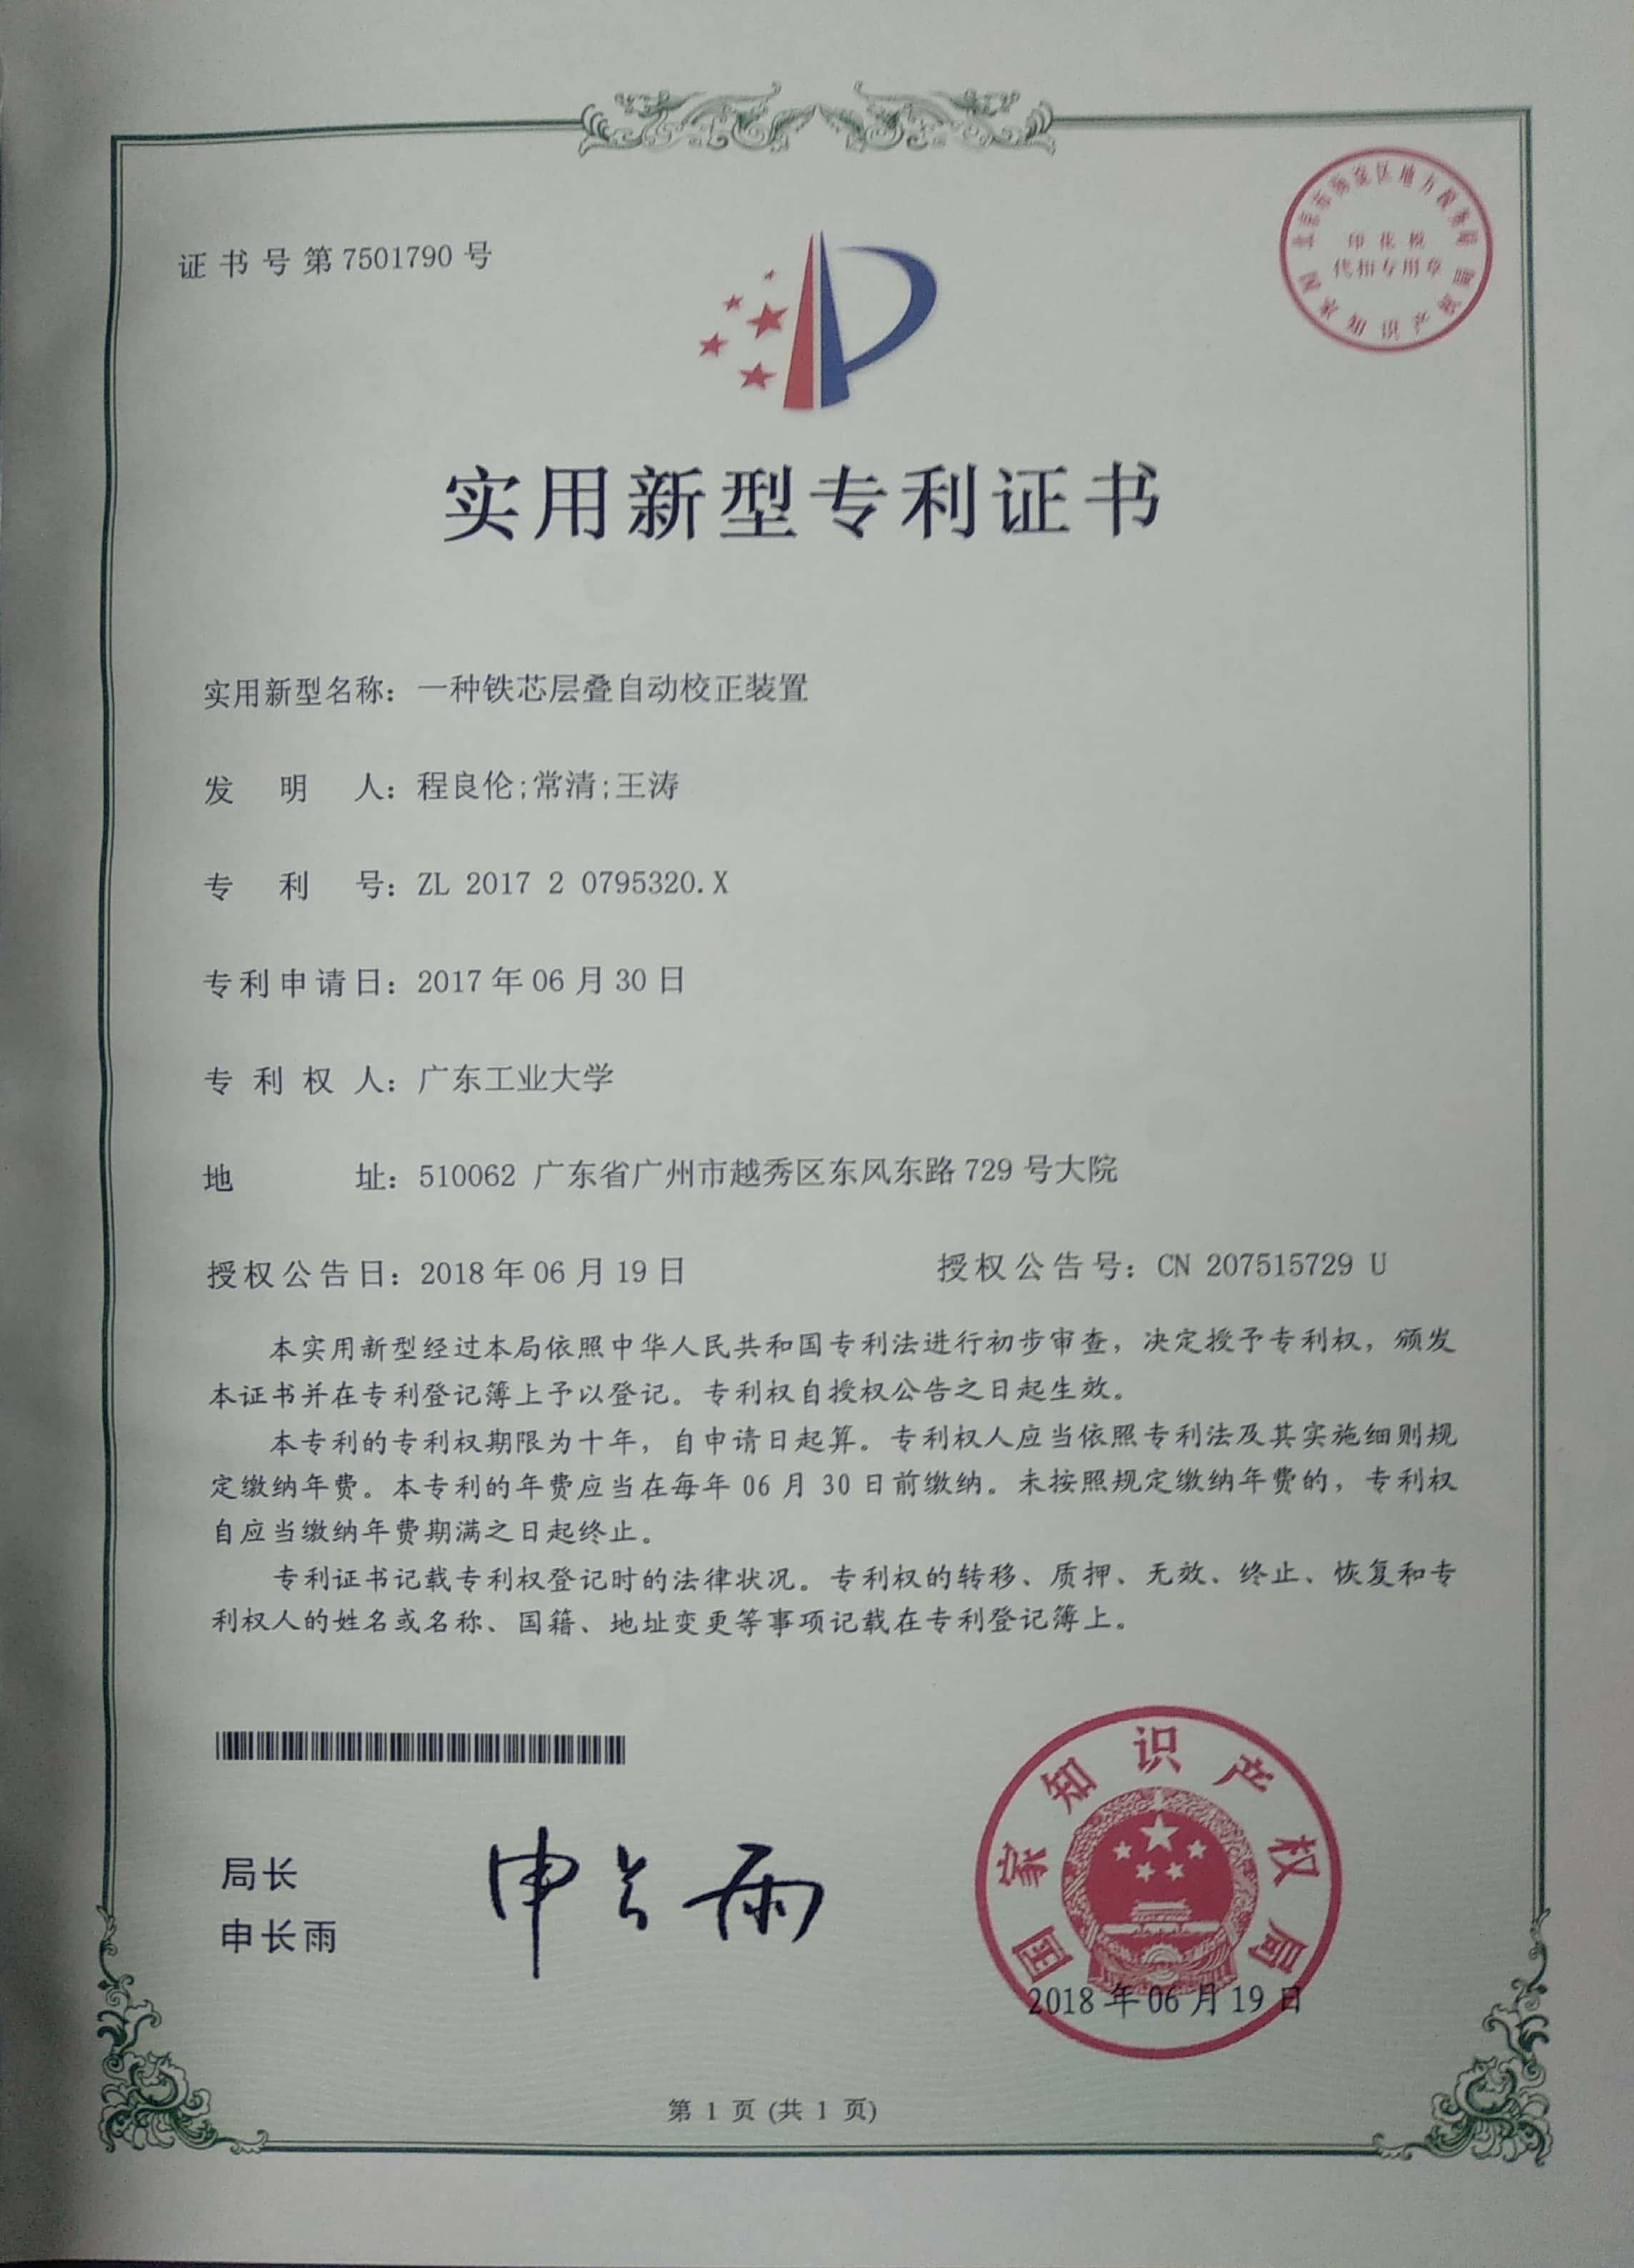 证书号第7501790号
北京市海淀区地方税务局
印花税
代扣专用章
国家知识产权局
实用新型专利证书
实用新型名称：一种铁芯层叠自动校正装置
发明人：程良伦;常清;王涛
专利号：ZL 2017 2 0795320.X
专利申请日：2017年06月30日
专利权人：广东工业大学
地址：510062 广东省广州市越秀区东风东路729号大院
授权公告日：2018年06月19日 授权公告号：CN 207515729 U
本实用新型经过本局依照中华人民共和国专利法进行初步审查，决定授予专利权，颁发
本证书并在专利登记簿上予以登记。专利权自授权公告之日起生效。
本专利的专利权期限为十年，自申请日起算。专利权人应当依照专利法及其实施细则规
定缴纳年费。本专利的年费应当在每年06月30日前缴纳。未按照规定缴纳年费的，专利权
自应当缴纳年费期满之日起终止。
专利证书记载专利权登记时的法律状况。专利权的转移、质押、无效、终止、恢复和专
利权人的姓名或名称、国籍、地址变更等事项记载在专利登记簿上。
局长
申长雨
申长雨
国家知识产权局
2018年06月19日
第 1 页 (共 1 页)